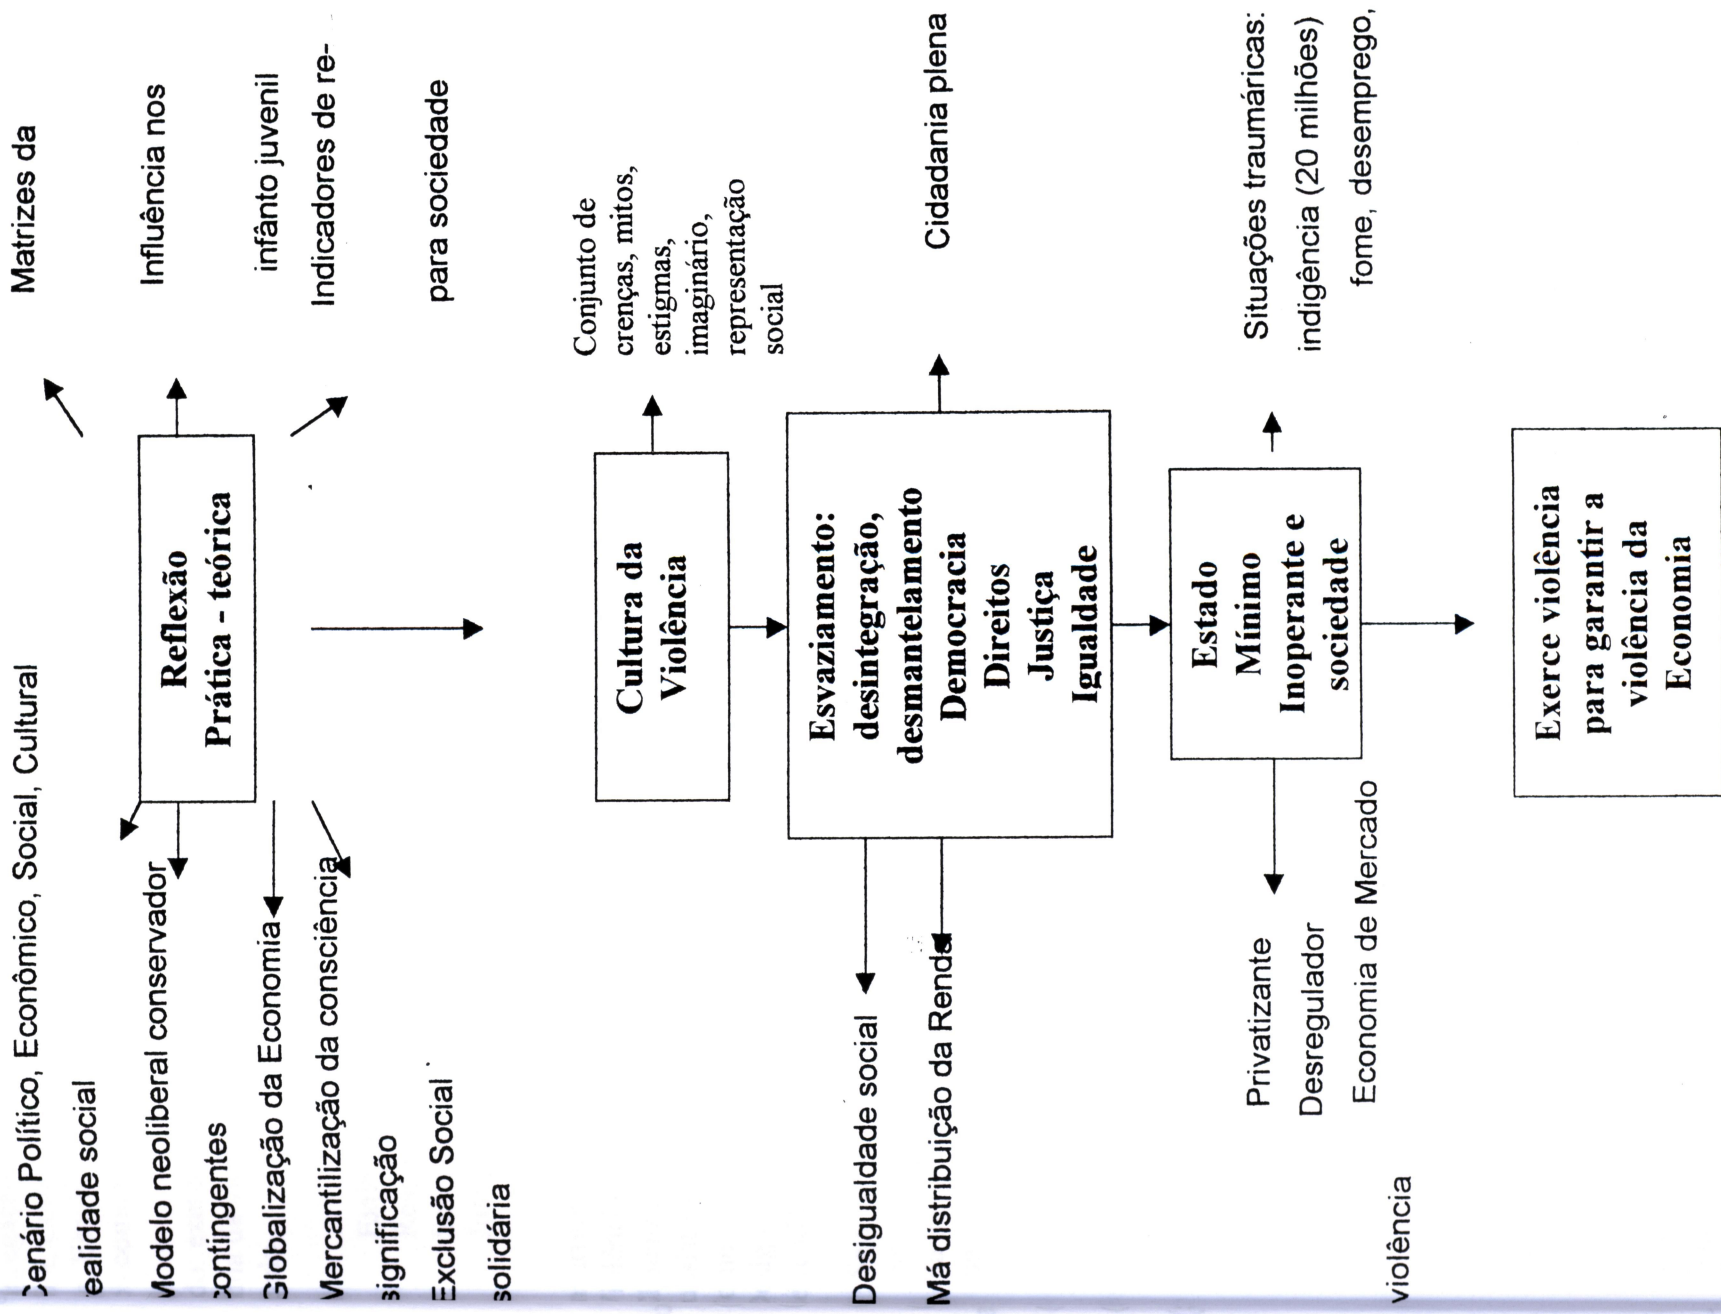 Cenário Político, Econômico, Social, Cultural Matrizes da
ealidade social
Modelo neoliberal conservador Influência nos
contingentes
Globalização da Economia infânto juvenil
Mercantilização da consciência Indicadores de re-
significação
Exclusão Social para sociedade
solidária
Reflexão
Prática - teórica
Cultura da
Violência
Conjunto de
crenças, mitos,
estigmas,
imaginário,
representação
social
Esvaziamento:
desintegração,
desmantelamento
Democracia
Direitos
Justiça
Igualdade
Desigualdade social
Má distribuição da Renda
Cidadania plena
Estado
Mínimo
Inoperante e
sociedade
Privatizante
Desregulador
Economia de Mercado
Situações traumáricas:
indigência (20 milhões)
fome, desemprego,
violência
Exerce violência
para garantir a
violência da
Economia